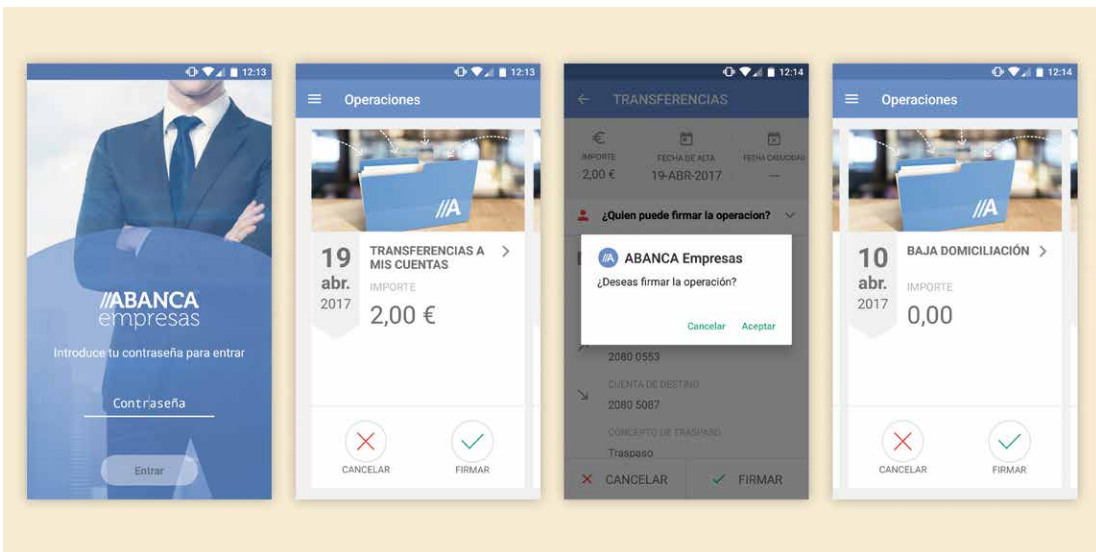 12:13
//ABANCA
empresas
Introduce tu contraseña para entrar
Contraseña
Entrar
12:13
Operaciones
//A
19
abr.
2017
TRANSFERENCIAS A
MIS CUENTAS
IMPORTE
2,00 €
CANCELAR
FIRMAR
12:14
TRANSFERENCIAS
€
IMPORTE
2,00 €
FECHA DE ALTA
19-ABR-2017
FECHA CADUCIDAD
---
¿Quien puede firmar la operacion?
//A ABANCA Empresas
¿Deseas firmar la operación?
Cancelar Aceptar
2080 0553
CUENTA DE DESTINO
2080 5087
CONCEPTO DE TRASPASO
Traspaso
CANCELAR
FIRMAR
12:14
Operaciones
//A
10
abr.
2017
BAJA DOMICILIACIÓN
IMPORTE
0,00
CANCELAR
FIRMAR